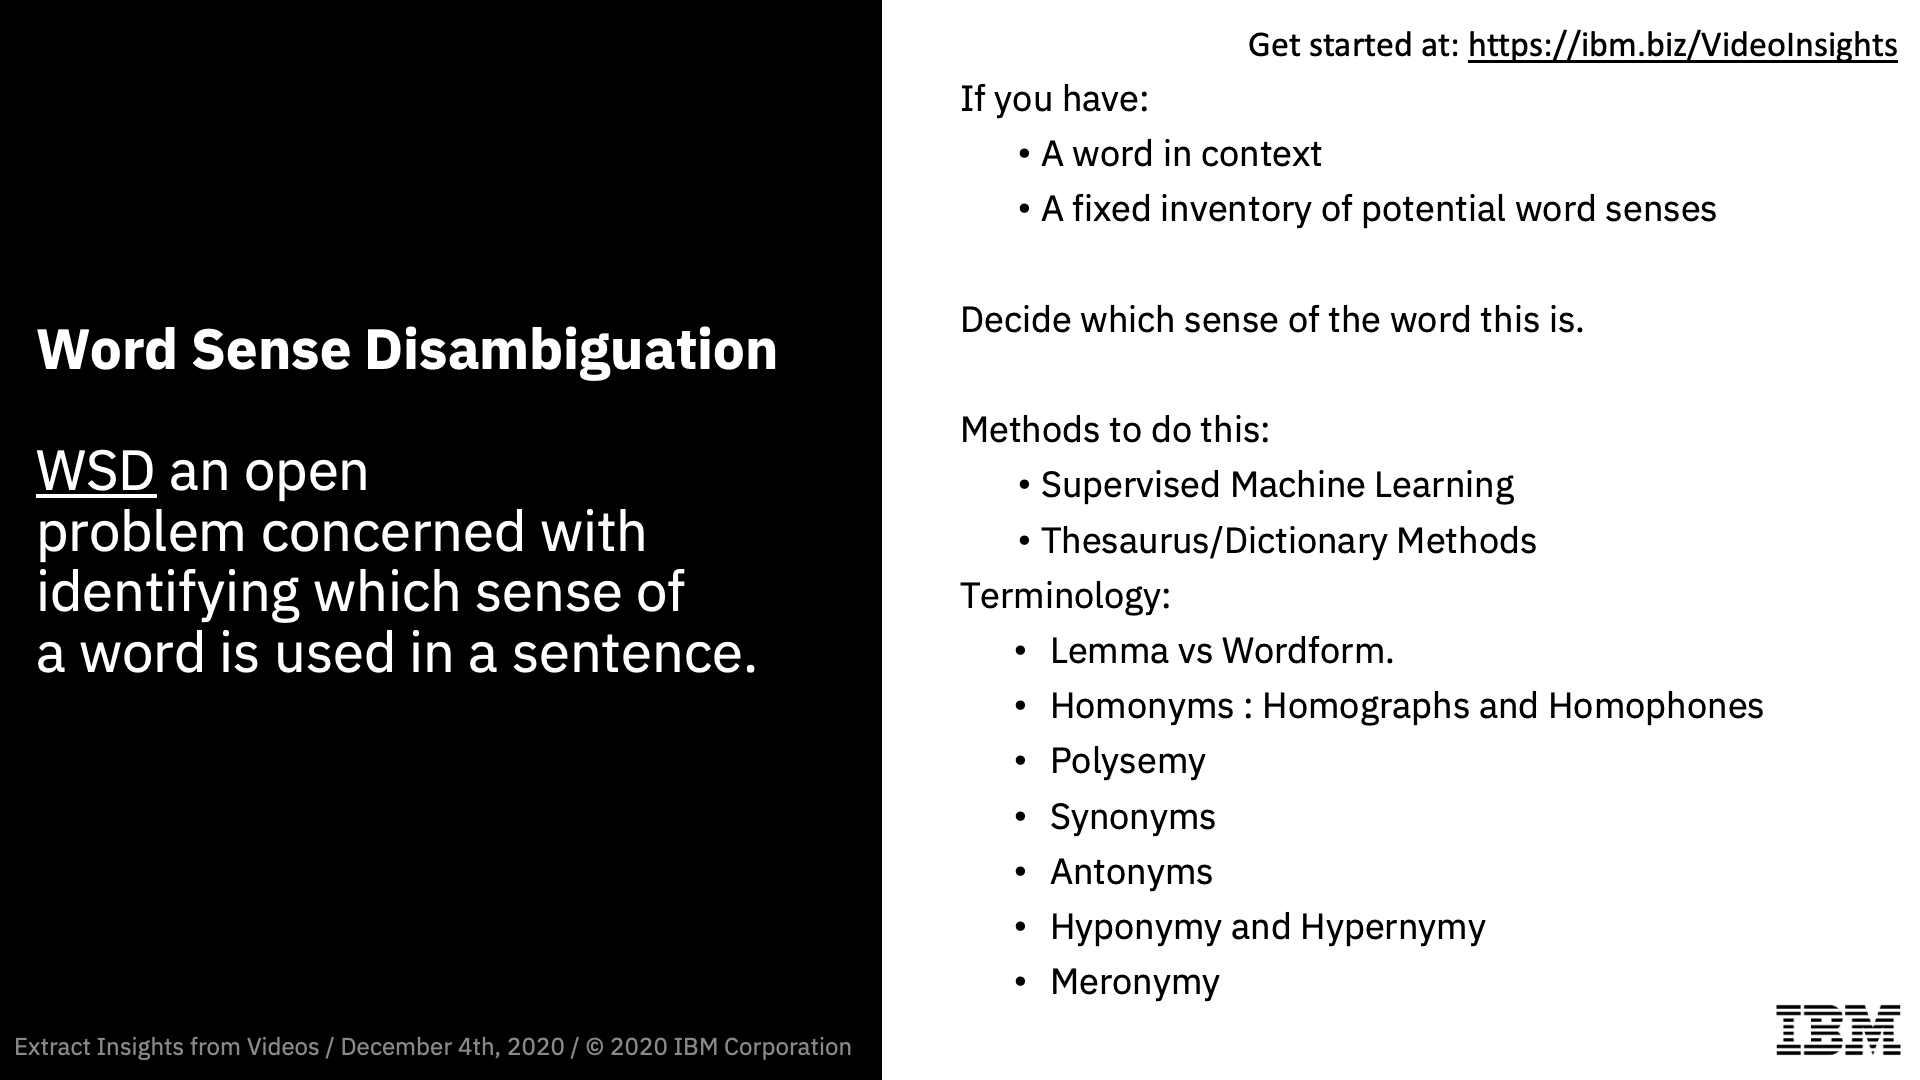 Word Sense Disambiguation
WSD an open
problem concerned with
identifying which sense of
a word is used in a sentence.
Extract Insights from Videos / December 4th, 2020 / © 2020 IBM Corporation
Get started at: https://ibm.biz/VideoInsights
If you have:
• A word in context
• A fixed inventory of potential word senses
Decide which sense of the word this is.
Methods to do this:
• Supervised Machine Learning
• Thesaurus/Dictionary Methods
Terminology:
• Lemma vs Wordform.
• Homonyms : Homographs and Homophones
• Polysemy
• Synonyms
• Antonyms
• Hyponymy and Hypernymy
• Meronymy
IBM